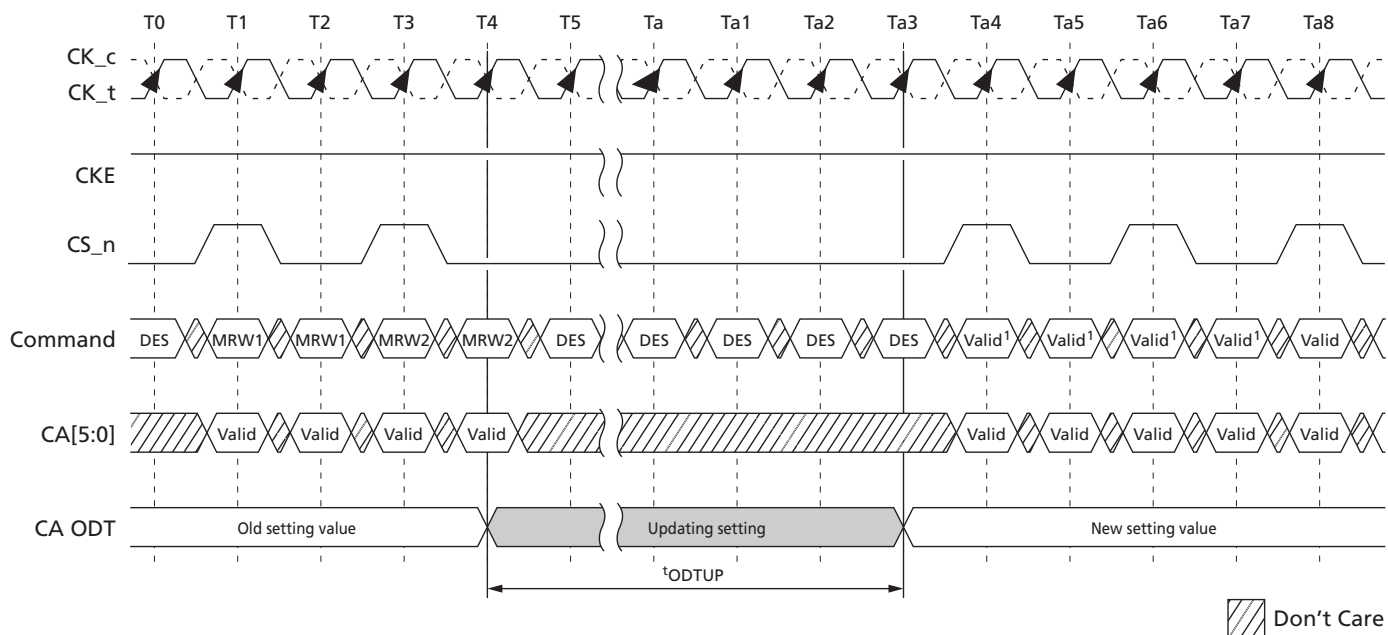 T0 T1 T2 T3 T4 T5 Ta Ta1 Ta2 Ta3 Ta4 Ta5 Ta6 Ta7 Ta8
CK_c
CK_t
CKE
CS_n
Command DES MRW1 MRW1 MRW2 MRW2 DES DES DES DES DES Valid¹ Valid¹ Valid¹ Valid¹ Valid
CA[5:0] Valid Valid Valid Valid Valid Valid Valid Valid Valid
CA ODT Old setting value Updating setting New setting value
ᵗODTUP
Don't Care